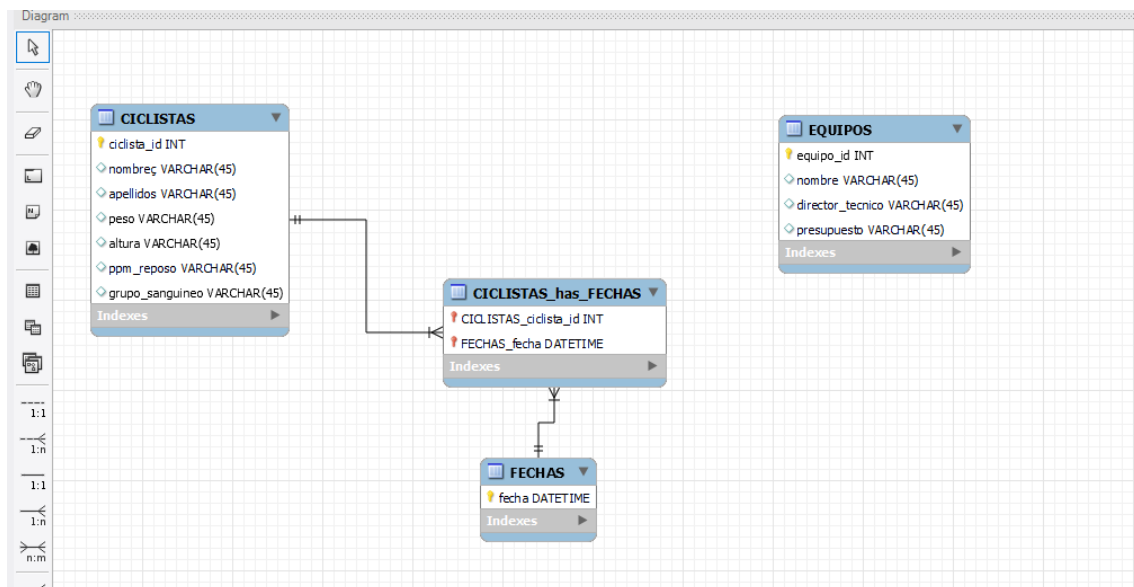 Diagram
CICLISTAS
ciclista_id INT
nombreç VARCHAR(45)
apellidos VARCHAR(45)
peso VARCHAR(45)
altura VARCHAR(45)
ppm_reposo VARCHAR(45)
grupo_sanguineo VARCHAR(45)
Indexes
EQUIPOS
equipo_id INT
nombre VARCHAR(45)
director_tecnico VARCHAR(45)
presupuesto VARCHAR(45)
Indexes
CICLISTAS_has_FECHAS
CICLISTAS_ciclista_id INT
FECHAS_fecha DATETIME
Indexes
FECHAS
fecha DATETIME
Indexes
1:1
1:n
1:1
1:n
n:m